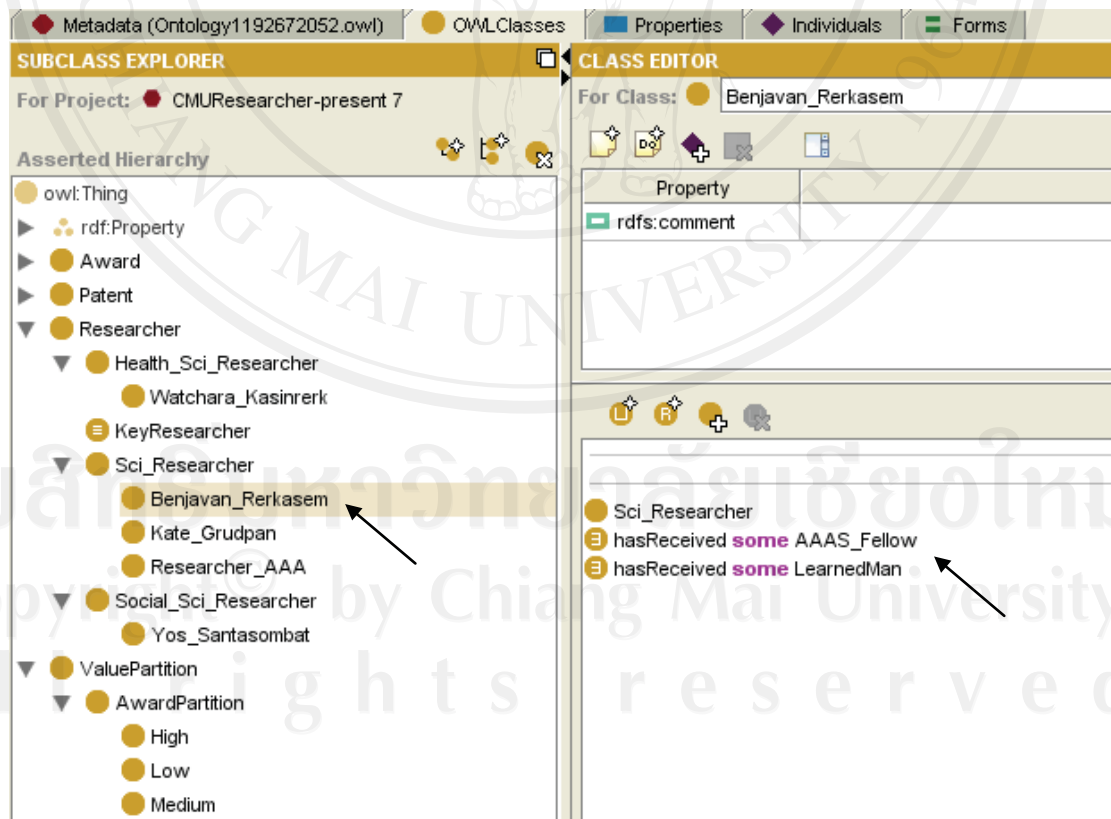 Metadata (Ontology1192672052.owl) OWLClasses Properties Individuals Forms
SUBCLASS EXPLORER
For Project: CMUResearcher-present 7
Asserted Hierarchy
owl:Thing
rdf:Property
Award
Patent
Researcher
Health_Sci_Researcher
Watchara_Kasinrerk
KeyResearcher
Sci_Researcher
Benjavan_Rerkasem
Kate_Grudpan
Researcher_AAA
Social_Sci_Researcher
Yos_Santasombat
ValuePartition
AwardPartition
High
Low
Medium
CLASS EDITOR
For Class: Benjavan_Rerkasem
Property
rdfs:comment
Sci_Researcher
hasReceived some AAAS_Fellow
hasReceived some LearnedMan
MAI UNIVERSITY
by Chiang Mai University
rights reserved